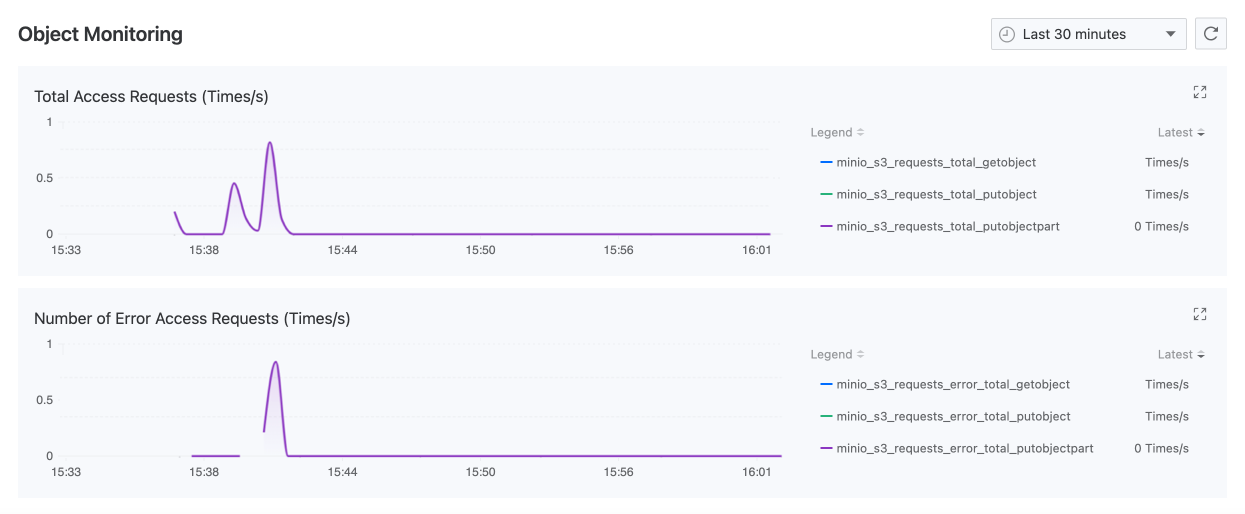 Object Monitoring
Last 30 minutes
Total Access Requests (Times/s)
1
0.5
0
15:33 15:38 15:44 15:50 15:56 16:01
Legend Latest
minio_s3_requests_total_getobject Times/s
minio_s3_requests_total_putobject Times/s
minio_s3_requests_total_putobjectpart 0 Times/s
Number of Error Access Requests (Times/s)
1
0.5
0
15:33 15:38 15:44 15:50 15:56 16:01
Legend Latest
minio_s3_requests_error_total_getobject Times/s
minio_s3_requests_error_total_putobject Times/s
minio_s3_requests_error_total_putobjectpart 0 Times/s